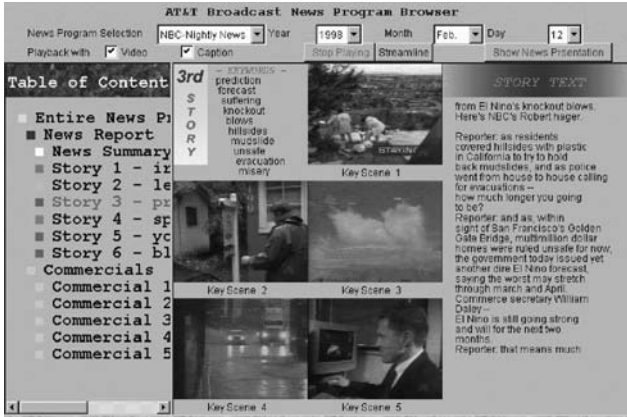 AT&T Broadcast News Program Browser
News Program Selection NBC-Nightly News Year 1998 Month Feb. Day 12
Playback with Video Caption Stop Playing Streamline Show News Prsentation
Table of Content
Entire News Pr
News Report
News Summary
Story 1 - ir
Story 2 - le
Story 3 - pr
Story 4 - sp
Story 5 - yo
Story 6 - bl
Commercials
Commercial 1
Commercial 2
Commercial 3
Commercial 4
Commercial 5
3rd
STORY
- KEYWORDS -
prediction
forecast
suffering
knockout
blows
hillsides
mudslide
unsafe
evacuation
misery
Key Scene 1
Key Scene 2
Key Scene 3
Key Scene 4
Key Scene 5
STORY TEXT
from El Nino's knockout blows.
Here's NBC's Robert hager.
Reporter: as residents
covered hillsides with plastic
in California to try to hold
back mudslides, and as police
went from house to house calling
for evacuations --
how much longer you going
to be?
Reporter: and as, within
sight of San Francisco's Golden
Gate Bridge, multimillion dollar
homes were ruled unsafe for now,
the government today issued yet
another dire El Nino forecast,
saying the worst may stretch
through march and April.
Commerce secretary William
Daley --
El Nino is still going strong
and will for the next two
months.
Reporter: that means much